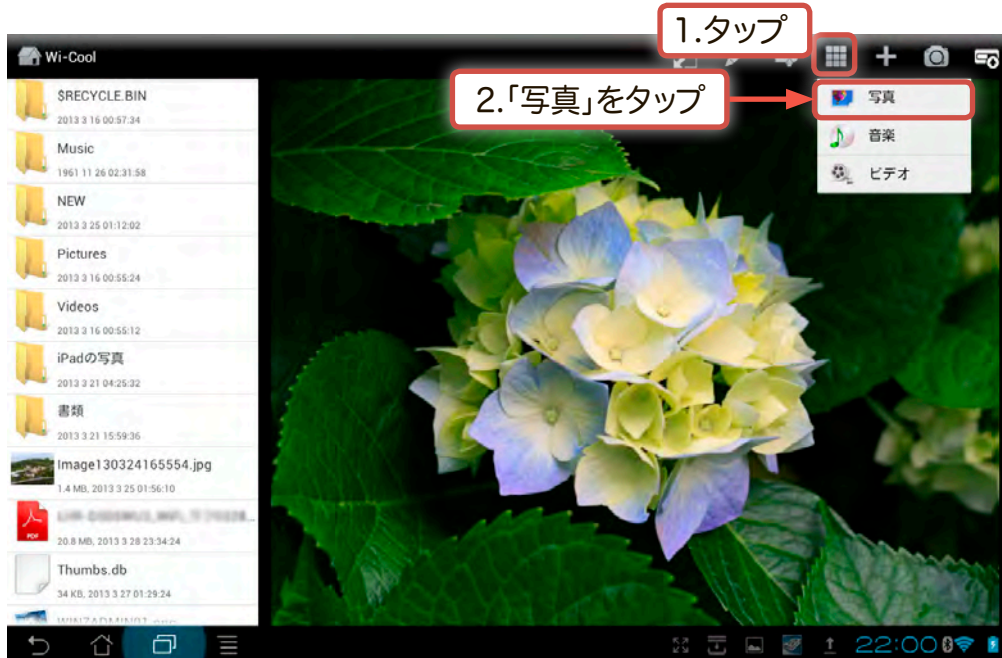 1.タップ
Wi-Cool
2.「写真」をタップ
写真
音楽
ビデオ
$RECYCLE.BIN
2013 3 16 00:57:34
Music
1961 11 26 02:31:58
NEW
2013 3 25 01:12:02
Pictures
2013 3 16 00:55:24
Videos
2013 3 16 00:55:12
iPadの写真
2013 3 21 04:25:32
書類
2013 3 21 15:59:36
Image130324165554.jpg
1.4 MB, 2013 3 25 01:56:10
PDF
20.8 MB, 2013 3 28 23:34:24
Thumbs.db
34 KB, 2013 3 27 01:29:24
22:00